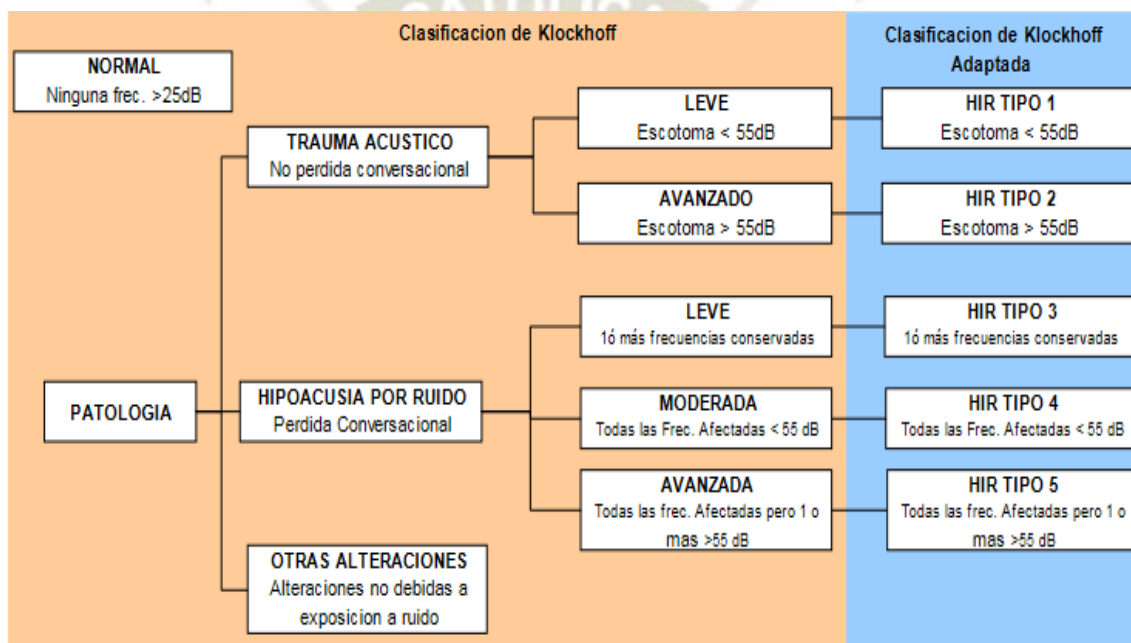 CATOLICA
Clasificacion de Klockhoff
Clasificacion de Klockhoff
Adaptada
NORMAL
Ninguna frec. >25dB
TRAUMA ACUSTICO
No perdida conversacional
LEVE
Escotoma < 55dB
HIR TIPO 1
Escotoma < 55dB
AVANZADO
Escotoma > 55dB
HIR TIPO 2
Escotoma > 55dB
PATOLOGIA
HIPOACUSIA POR RUIDO
Perdida Conversacional
LEVE
1ó más frecuencias conservadas
HIR TIPO 3
1ó más frecuencias conservadas
MODERADA
Todas las Frec. Afectadas < 55 dB
HIR TIPO 4
Todas las Frec. Afectadas < 55 dB
AVANZADA
Todas las frec. Afectadas pero 1 o
mas >55 dB
HIR TIPO 5
Todas las frec. Afectadas pero 1 o
mas >55 dB
OTRAS ALTERACIONES
Alteraciones no debidas a
exposicion a ruido